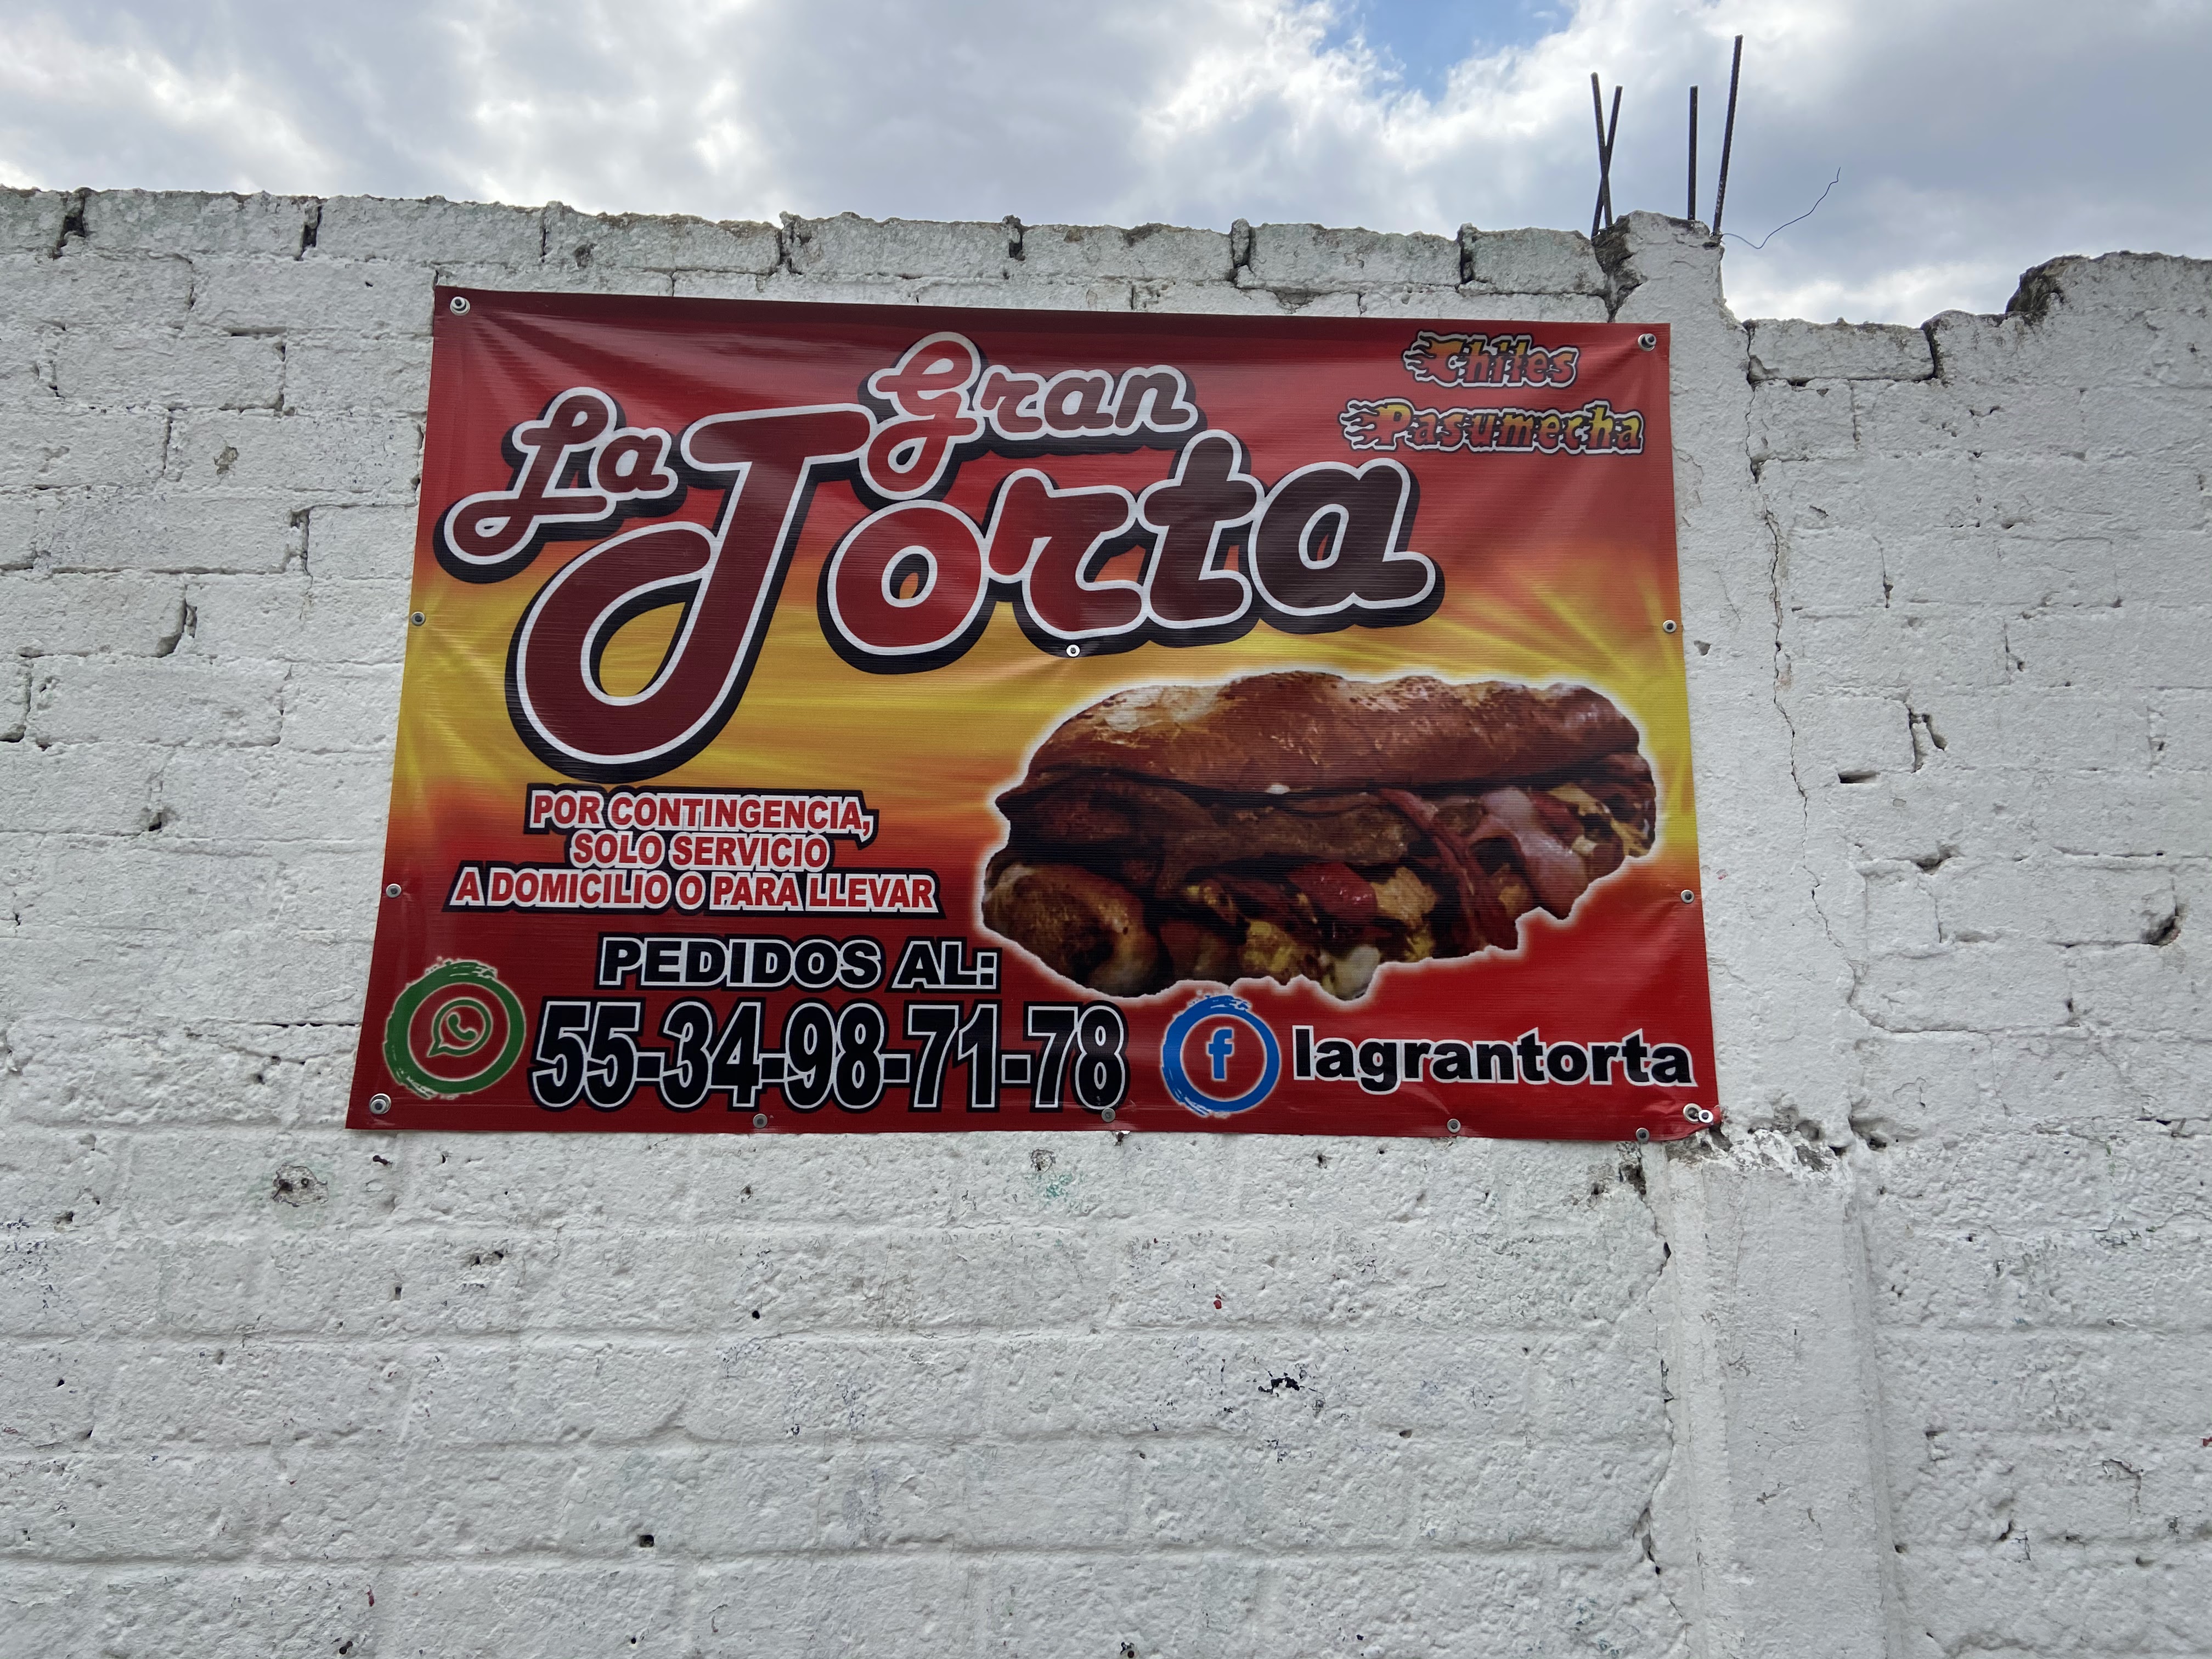 La Gran
Torta
Chiles
Pasumecha
POR CONTINGENCIA,
SOLO SERVICIO
A DOMICILIO O PARA LLEVAR
PEDIDOS AL:
55-34-98-71-78
f lagrantorta